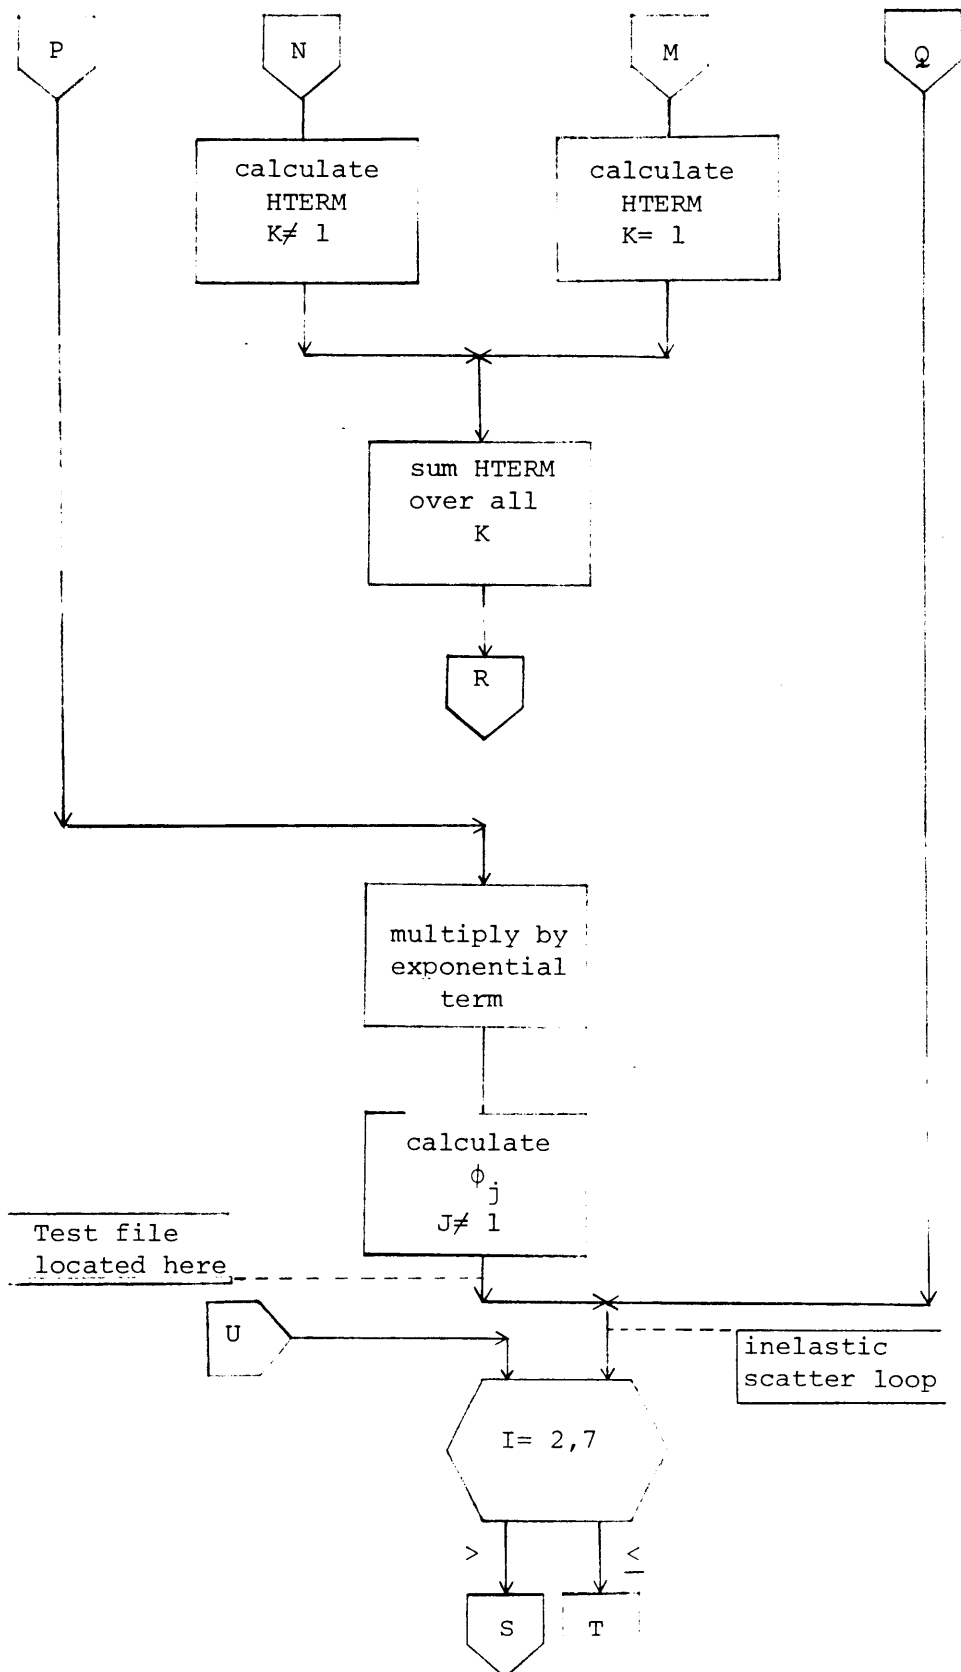 P
N
M
Q
calculate
HTERM
K≠ 1
calculate
HTERM
K= 1
sum HTERM
over all
K
R
multiply by
exponential
term
calculate
ϕj
J≠ 1
Test file
located here
U
inelastic
scatter loop
I= 2,7
>
≤
S
T